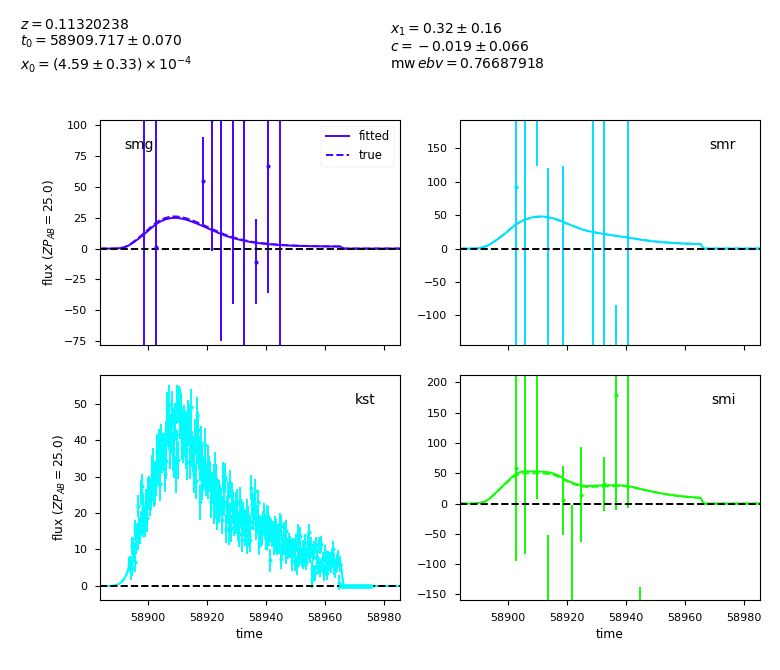 z = 0.11320238
t₀ = 58909.717 ± 0.070
x₀ = (4.59 ± 0.33) × 10⁻⁴
x₁ = 0.32 ± 0.16
c = −0.019 ± 0.066
mw ebv = 0.76687918
smg
fitted
true
100
75
50
25
0
−25
−50
−75
flux (ZP_AB = 25.0)
smr
150
100
50
0
−50
−100
kst
50
40
30
20
10
0
flux (ZP_AB = 25.0)
58900 58920 58940 58960 58980
time
smi
200
150
100
50
0
−50
−100
−150
58900 58920 58940 58960 58980
time